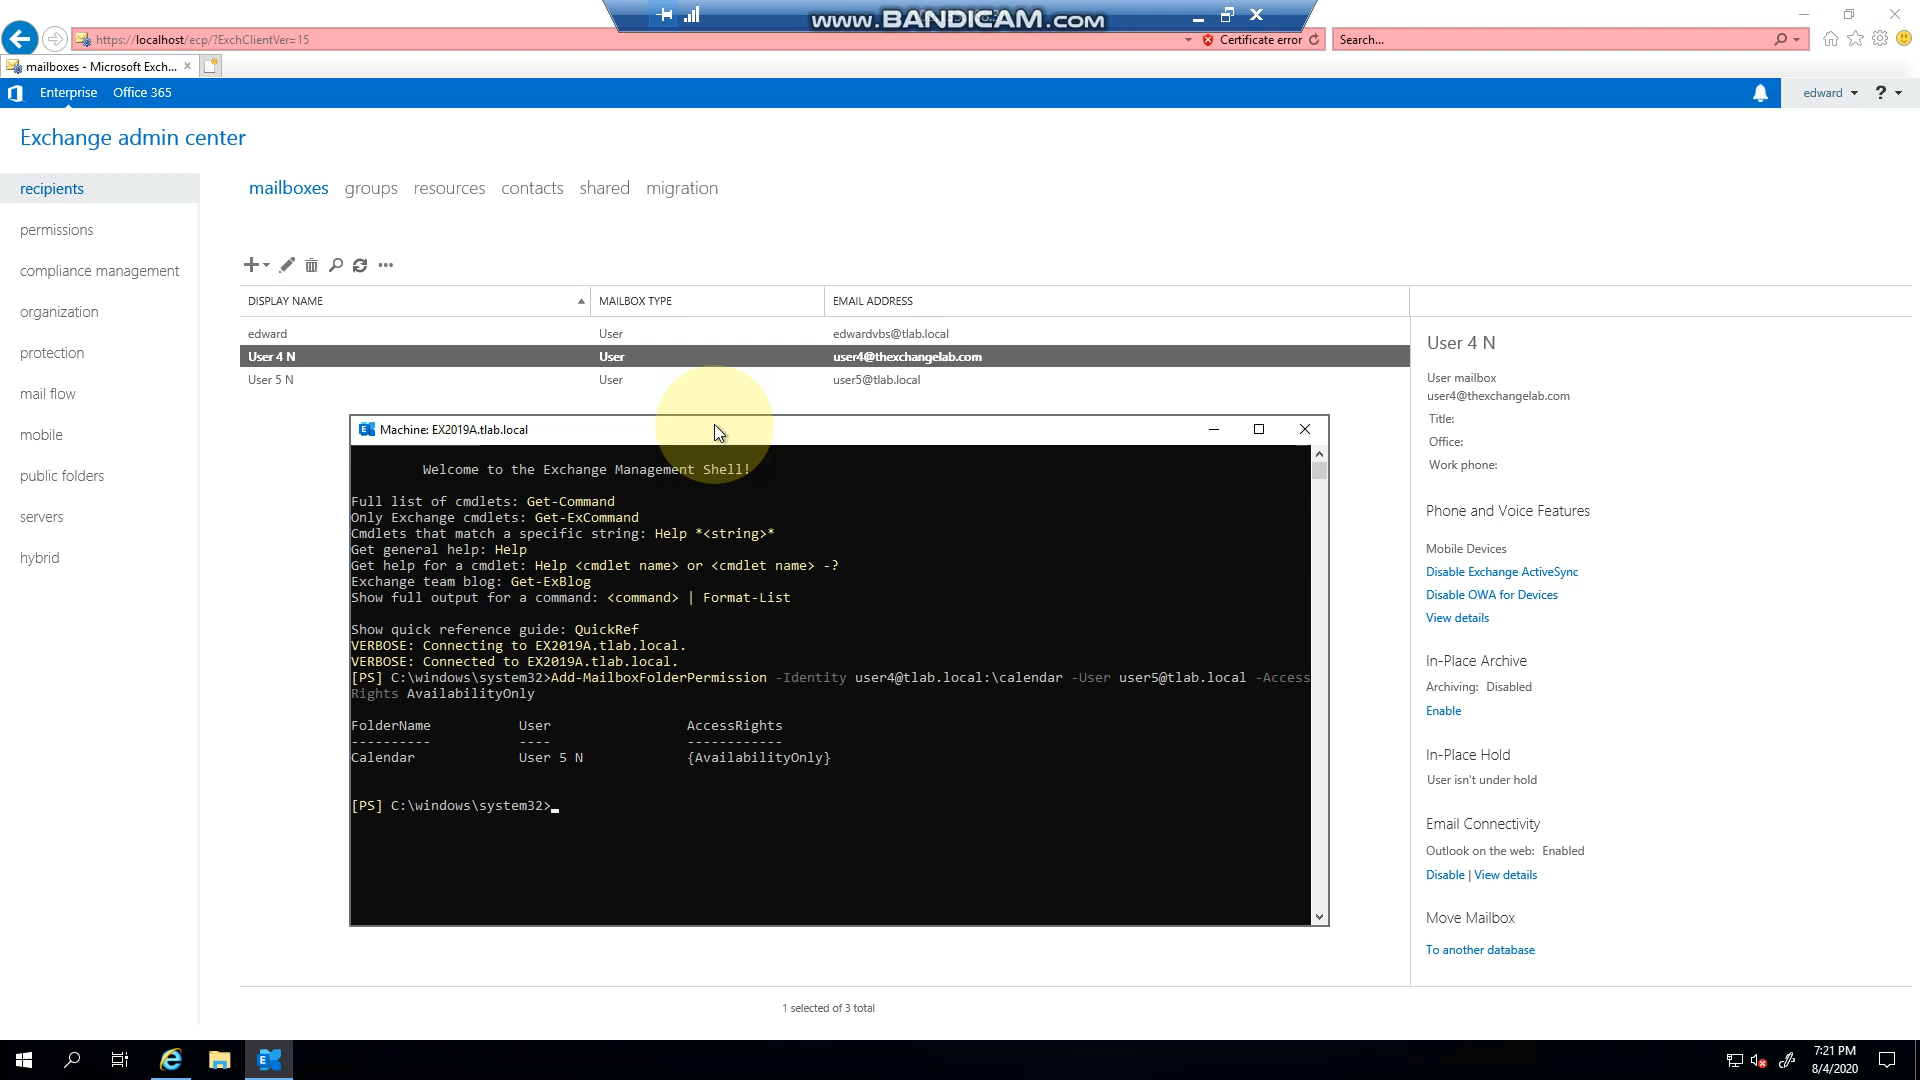 www.BANDICAM.com
https://localhost/ecp/?ExchClientVer=15
Certificate error
Search...
mailboxes - Microsoft Exch...
Enterprise
Office 365
edward
?
Exchange admin center
recipients
permissions
compliance management
organization
protection
mail flow
mobile
public folders
servers
hybrid
mailboxes groups resources contacts shared migration
DISPLAY NAME MAILBOX TYPE EMAIL ADDRESS
edward User edwardvbs@tlab.local
User 4 N User user4@thexchangelab.com
User 5 N User user5@tlab.local
Machine: EX2019A.tlab.local
Welcome to the Exchange Management Shell!
Full list of cmdlets: Get-Command
Only Exchange cmdlets: Get-ExCommand
Cmdlets that match a specific string: Help *<string>*
Get general help: Help
Get help for a cmdlet: Help <cmdlet name> or <cmdlet name> -?
Exchange team blog: Get-ExBlog
Show full output for a command: <command> | Format-List
Show quick reference guide: QuickRef
VERBOSE: Connecting to EX2019A.tlab.local.
VERBOSE: Connected to EX2019A.tlab.local.
[PS] C:\windows\system32>Add-MailboxFolderPermission -Identity user4@tlab.local:\calendar -User user5@tlab.local -Access
Rights AvailabilityOnly
FolderName User AccessRights
---------- ---- ------------
Calendar User 5 N {AvailabilityOnly}
[PS] C:\windows\system32>
User 4 N
User mailbox
user4@thexchangelab.com
Title:
Office:
Work phone:
Phone and Voice Features
Mobile Devices
Disable Exchange ActiveSync
Disable OWA for Devices
View details
In-Place Archive
Archiving: Disabled
Enable
In-Place Hold
User isn't under hold
Email Connectivity
Outlook on the web: Enabled
Disable | View details
Move Mailbox
To another database
1 selected of 3 total
7:21 PM
8/4/2020